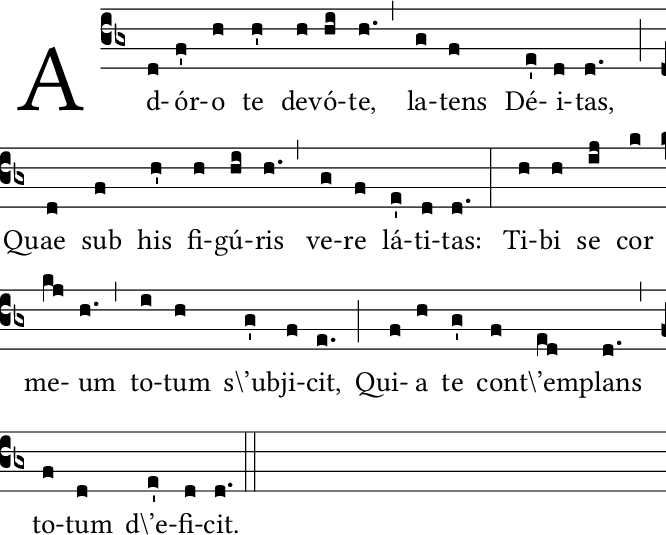 Ad-ór-o te devó-te, la-tens Dé-i-tas,
Quae sub his fi-gú-ris ve-re lá-ti-tas: Ti-bi se cor
me-um to-tum s\'ubji-cit, Qui-a te cont\'emplans
to-tum d\'e-fi-cit.